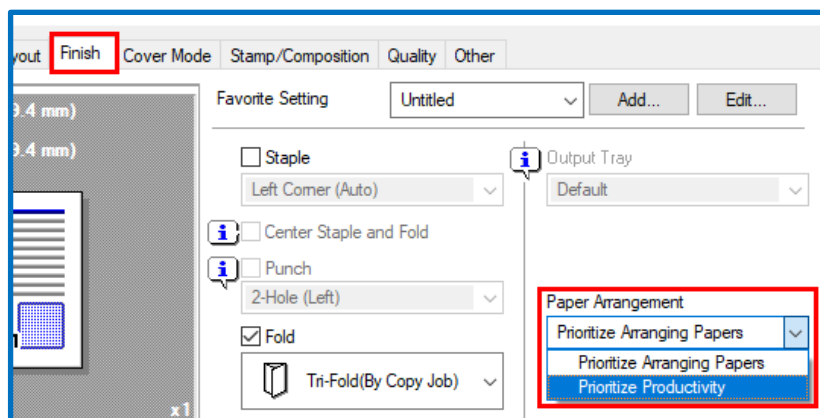 yout Finish Cover Mode Stamp/Composition Quality Other
9.4 mm)
9.4 mm)
x1
Favorite Setting Untitled Add... Edit...
Staple
Left Corner (Auto)
Center Staple and Fold
Punch
2-Hole (Left)
Fold
Tri-Fold(By Copy Job)
Output Tray
Default
Paper Arrangement
Prioritize Arranging Papers
Prioritize Arranging Papers
Prioritize Productivity